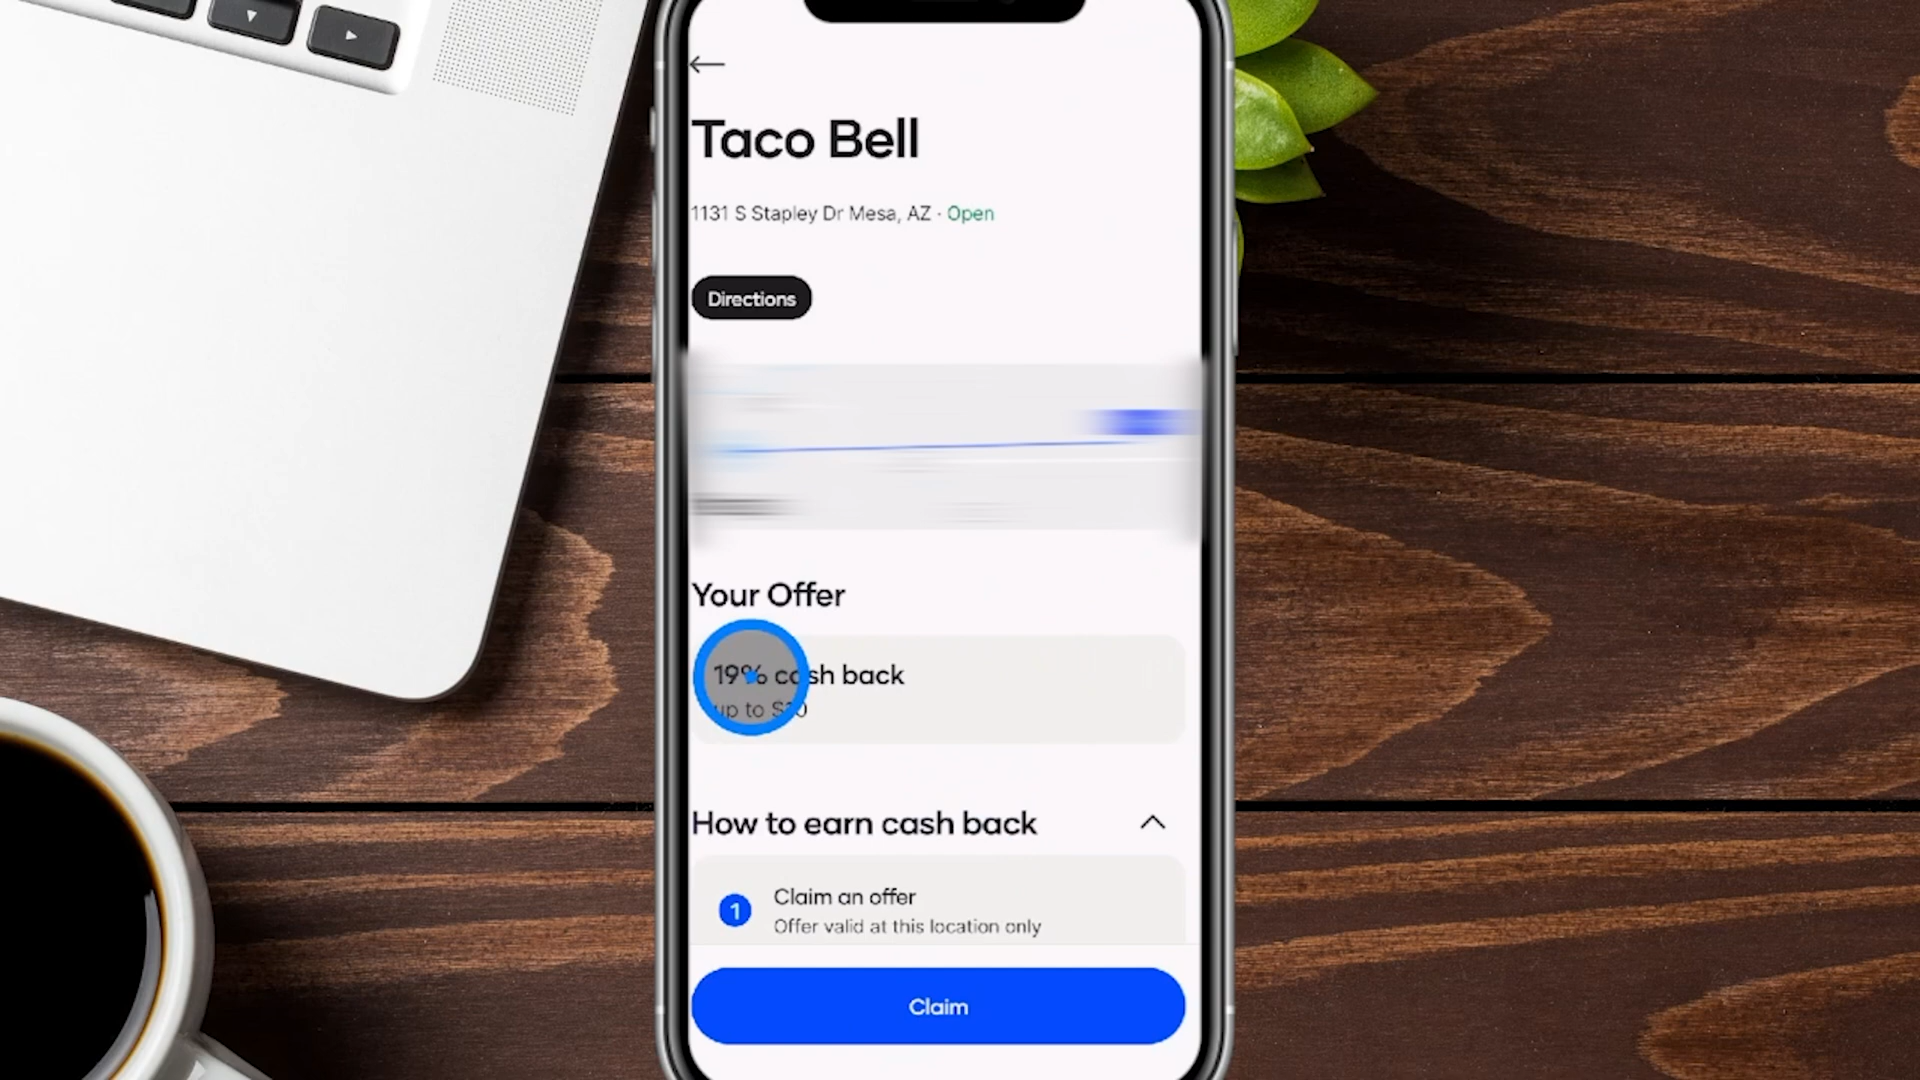 Taco Bell
1131 S Stapley Dr Mesa, AZ · Open
Directions
Your Offer
19% cash back
up to
How to earn cash back
1
Claim an offer
Offer valid at this location only
Claim